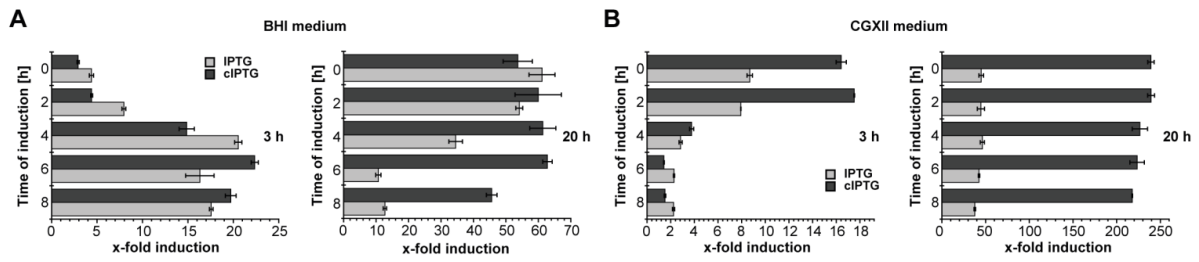 A
BHI medium
Time of induction [h]
0
2
4
6
8
IPTG
cIPTG
3 h
0 5 10 15 20 25
x-fold induction
Time of induction [h]
0
2
4
6
8
20 h
0 10 20 30 40 50 60 70
x-fold induction
B
CGXII medium
Time of induction [h]
0
2
4
6
8
3 h
IPTG
cIPTG
0 2 4 6 8 10 12 14 16 18
x-fold induction
Time of induction [h]
0
2
4
6
8
20 h
0 50 100 150 200 250
x-fold induction